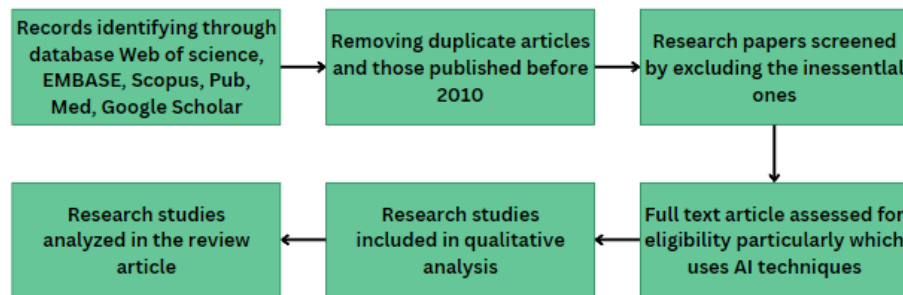 Records identifying through
database Web of science,
EMBASE, Scopus, Pub,
Med, Google Scholar
Removing duplicate articles
and those published before
2010
Research papers screened
by excluding the inessentlal
ones
Full text article assessed for
eligibility particularly which
uses AI techniques
Research studies
included in qualitative
analysis
Research studies
analyzed in the review
article